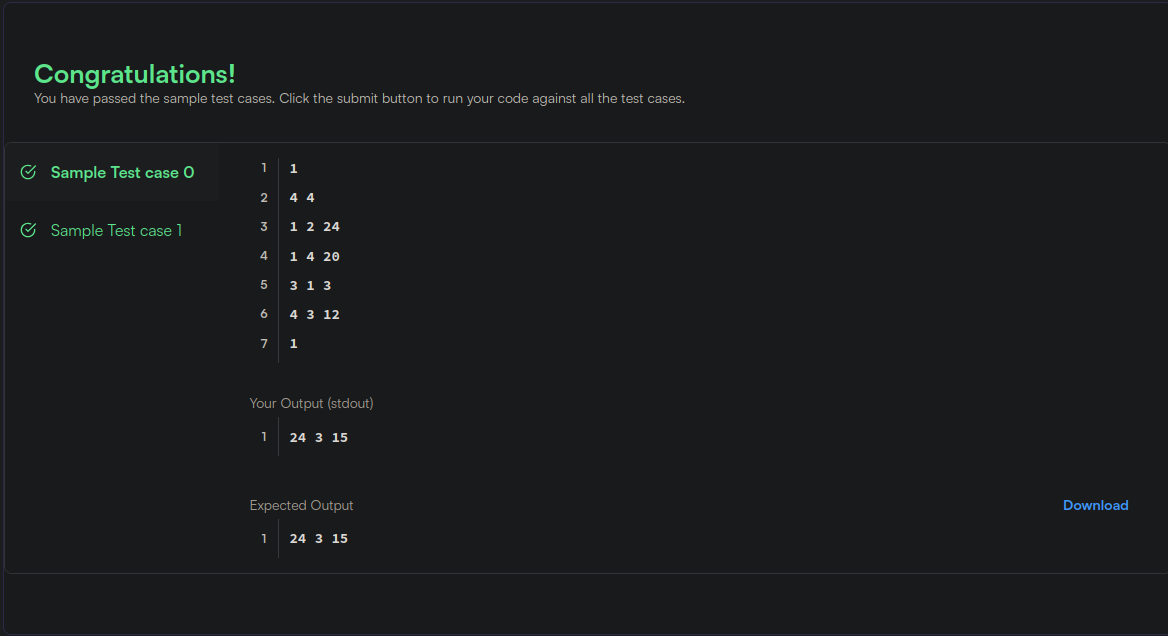 Congratulations!
You have passed the sample test cases. Click the submit button to run your code against all the test cases.
Sample Test case 0
Sample Test case 1
1 1
2 4 4
3 1 2 24
4 1 4 20
5 3 1 3
6 4 3 12
7 1
Your Output (stdout)
1 24 3 15
Expected Output
Download
1 24 3 15